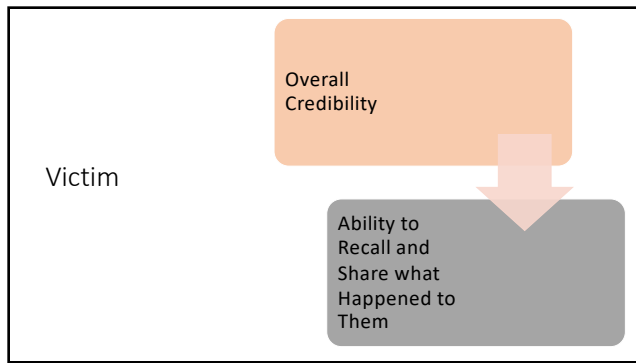 Victim
Overall
Credibility
Ability to
Recall and
Share what
Happened to
Them